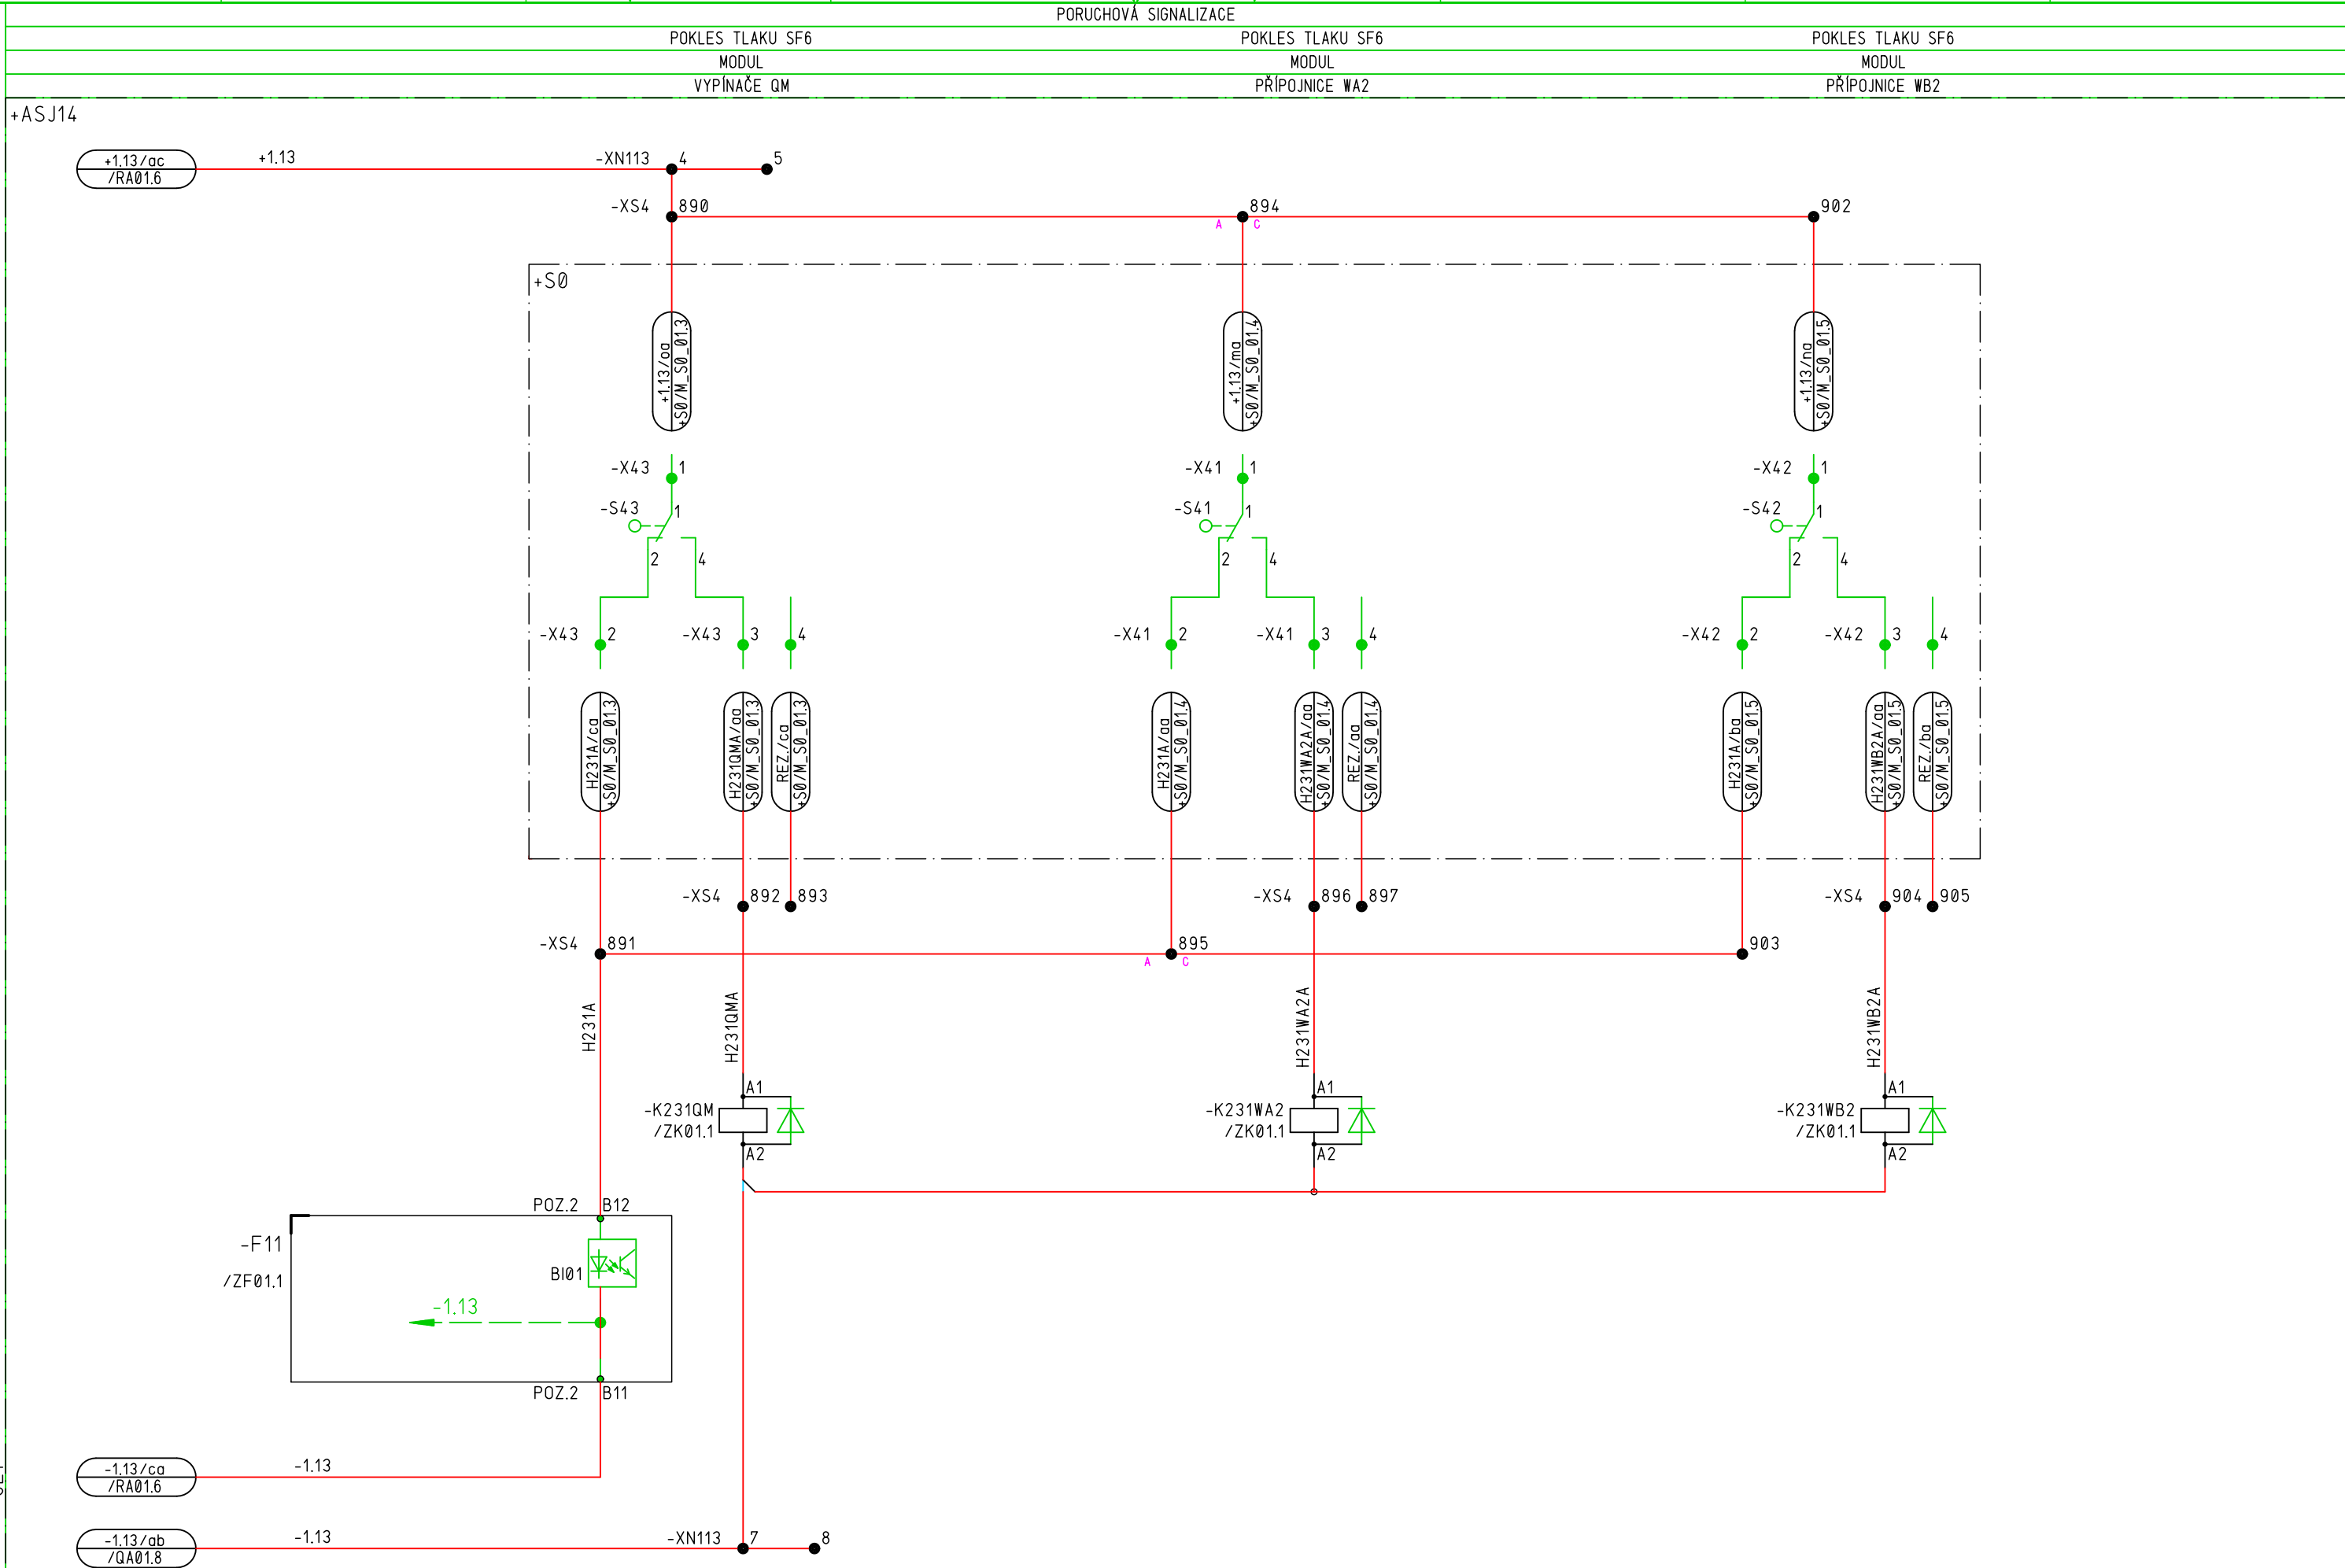 PORUCHOVÁ SIGNALIZACE
POKLES TLAKU SF6 POKLES TLAKU SF6 POKLES TLAKU SF6
MODUL MODUL MODUL
VYPÍNAČE QM PŘÍPOJNICE WA2 PŘÍPOJNICE WB2
+ASJ14
+1.13/ac
/RA01.6
+1.13
-XN113 4 5
-XS4 890 894 902
A C
+S0
+1.13/oa
+S0/M_S0_01.3
+1.13/ma
+S0/M_S0_01.4
+1.13/na
+S0/M_S0_01.5
-X43 1 -X41 1 -X42 1
-S43 1 -S41 1 -S42 1
2 4 2 4 2 4
-X43 2 -X43 3 4 -X41 2 -X41 3 4 -X42 2 -X42 3 4
H231A/ca
+S0/M_S0_01.3
H231QMA/aa
+S0/M_S0_01.3
REZ./ca
+S0/M_S0_01.3
H231A/aa
+S0/M_S0_01.4
H231WA2A/aa
+S0/M_S0_01.4
REZ./aa
+S0/M_S0_01.4
H231A/ba
+S0/M_S0_01.5
H231WB2A/aa
+S0/M_S0_01.5
REZ./ba
+S0/M_S0_01.5
-XS4 892 893 -XS4 896 897 -XS4 904 905
-XS4 891 895 903
A C
H231A
H231QMA
H231WA2A
H231WB2A
A1 A1 A1
-K231QM -K231WA2 -K231WB2
/ZK01.1 /ZK01.1 /ZK01.1
A2 A2 A2
POZ.2 B12
-F11
/ZF01.1
BI01
-1.13
POZ.2 B11
-1.13/ca
/RA01.6
-1.13
-1.13/ab
/QA01.8
-1.13
-XN113 7 8